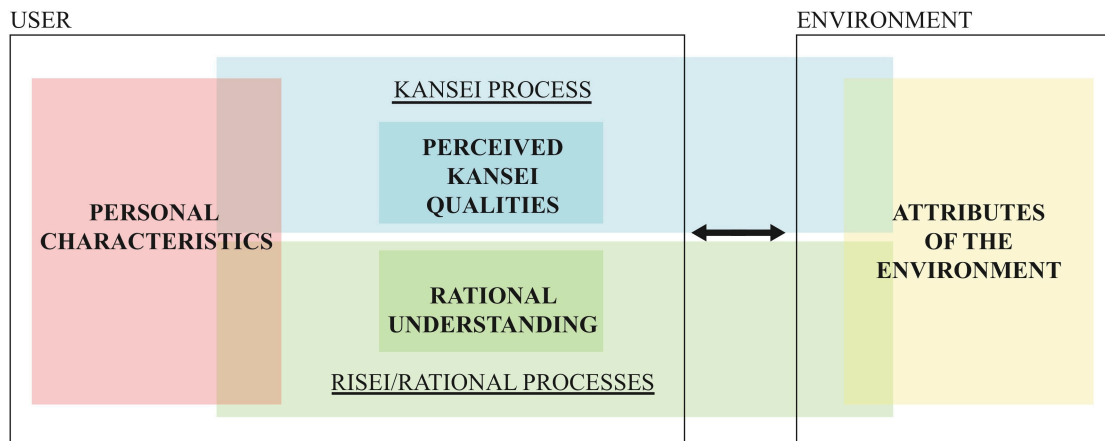 USER
ENVIRONMENT
KANSEI PROCESS
PERCEIVED
KANSEI
QUALITIES
PERSONAL
CHARACTERISTICS
ATTRIBUTES
OF THE
ENVIRONMENT
RATIONAL
UNDERSTANDING
RISEI/RATIONAL PROCESSES